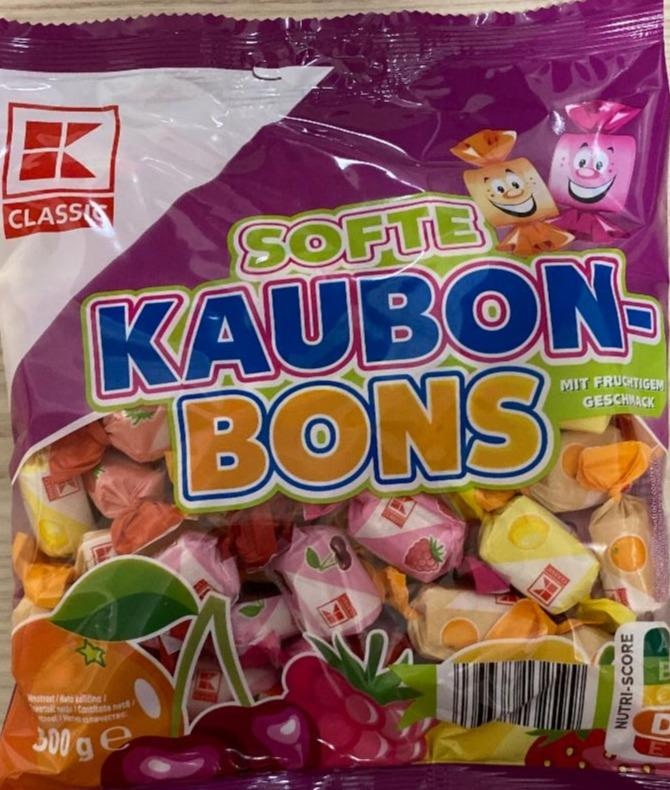 K
CLASSIC
SOFTE
KAUBON-
BONS
MIT FRUCHTIGEM
GESCHMACK
NUTRI-SCORE
D
E
300 g e